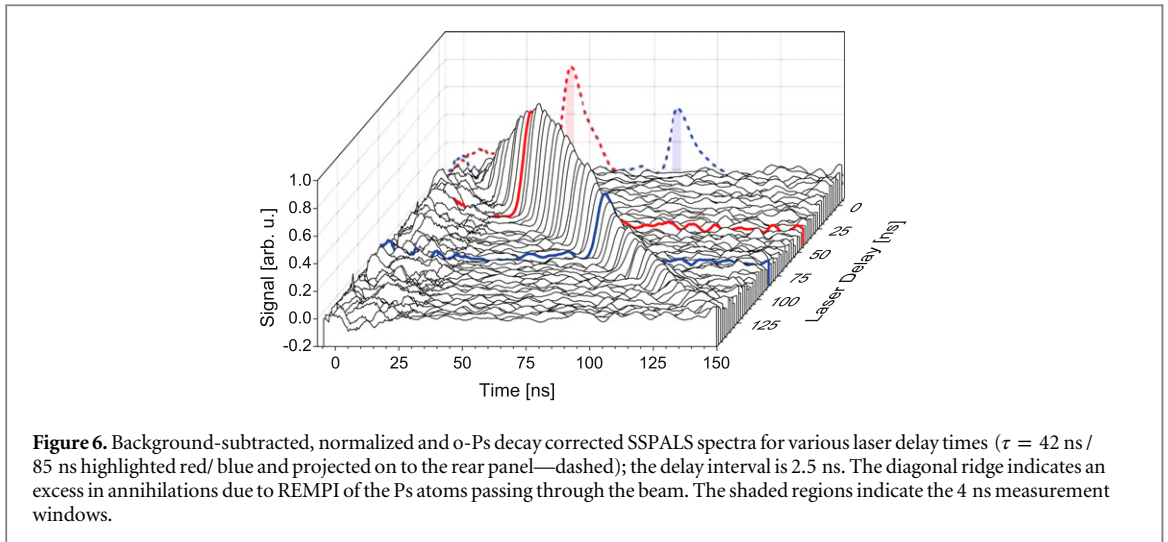 1.0
0.8
0.6
0.4
0.2
0.0
-0.2
Signal [arb. u.]
0 25 50 75 100 125 150
Time [ns]
0
25
50
75
100
125
Laser Delay [ns]
Figure 6. Background-subtracted, normalized and o-Ps decay corrected SSPALS spectra for various laser delay times (τ = 42 ns /
85 ns highlighted red/ blue and projected on to the rear panel—dashed); the delay interval is 2.5 ns. The diagonal ridge indicates an
excess in annihilations due to REMPI of the Ps atoms passing through the beam. The shaded regions indicate the 4 ns measurement
windows.